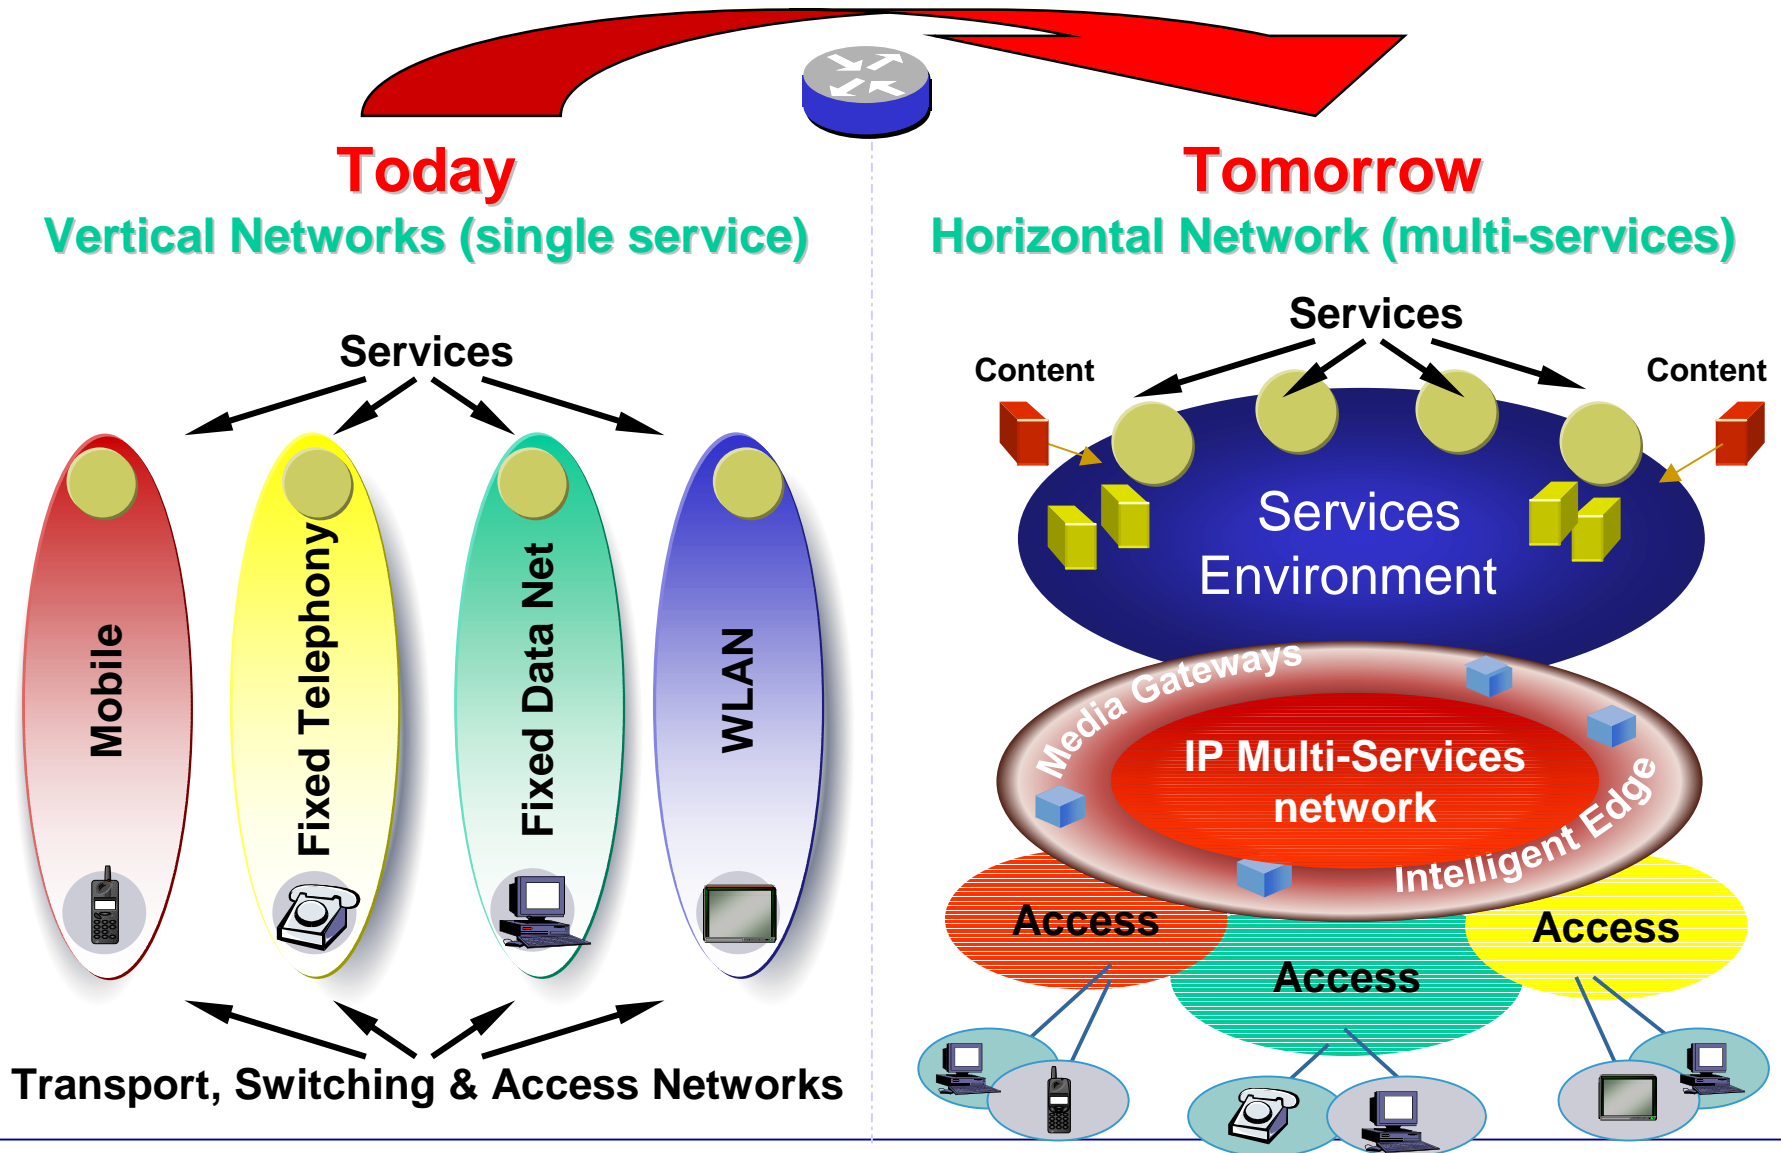 Today
Vertical Networks (single service)
Services
Mobile
Fixed Telephony
Fixed Data Net
WLAN
Transport, Switching & Access Networks
Tomorrow
Horizontal Network (multi-services)
Services
Content
Content
Services
Environment
Media Gateways
IP Multi-Services
network
Intelligent Edge
Access
Access
Access